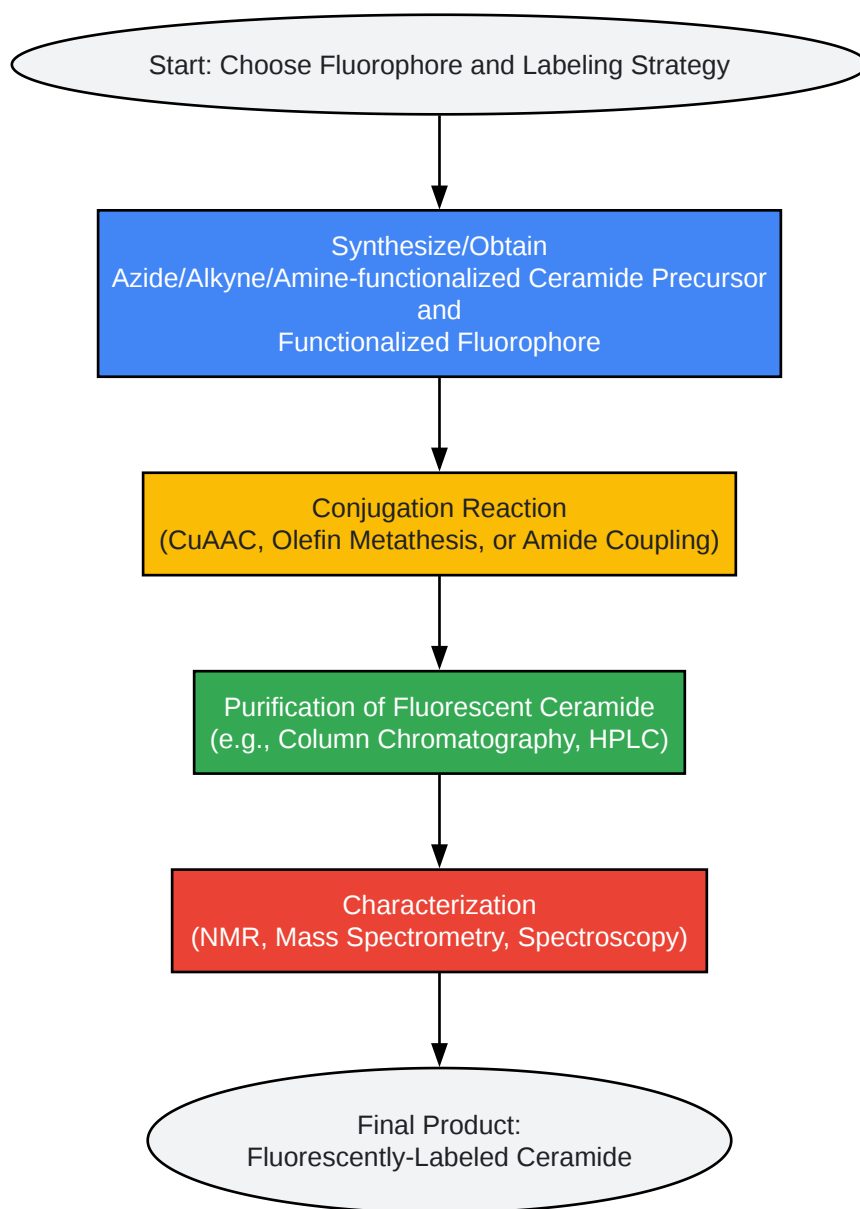 Start: Choose Fluorophore and Labeling Strategy
Synthesize/Obtain
Azide/Alkyne/Amine-functionalized Ceramide Precursor
and
Functionalized Fluorophore
Conjugation Reaction
(CuAAC, Olefin Metathesis, or Amide Coupling)
Purification of Fluorescent Ceramide
(e.g., Column Chromatography, HPLC)
Characterization
(NMR, Mass Spectrometry, Spectroscopy)
Final Product:
Fluorescently-Labeled Ceramide